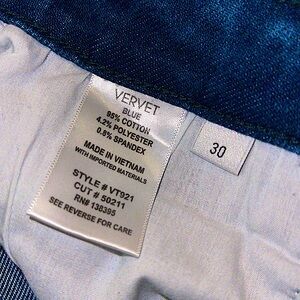 VERVET
BLUE
95% COTTON
4.2% POLYESTER
0.8% SPANDEX
MADE IN VIETNAM
WITH IMPORTED MATERIALS
STYLE # VT921
CUT # 50211
RN# 138395
SEE REVERSE FOR CARE
30